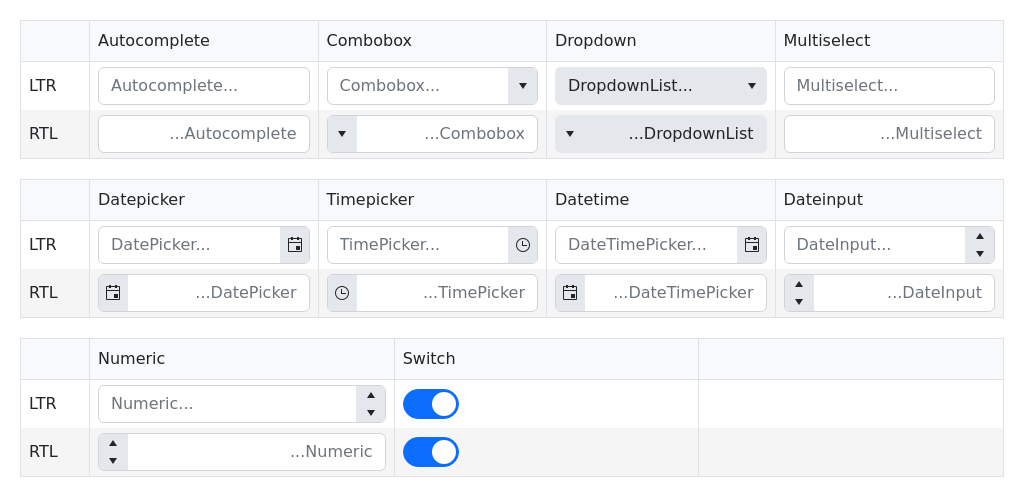 Autocomplete Combobox Dropdown Multiselect
LTR Autocomplete... Combobox... DropdownList... Multiselect...
RTL ...Autocomplete ...Combobox ...DropdownList ...Multiselect
Datepicker Timepicker Datetime Dateinput
LTR DatePicker... TimePicker... DateTimePicker... DateInput...
RTL ...DatePicker ...TimePicker ...DateTimePicker ...DateInput
Numeric Switch
LTR Numeric...
RTL ...Numeric